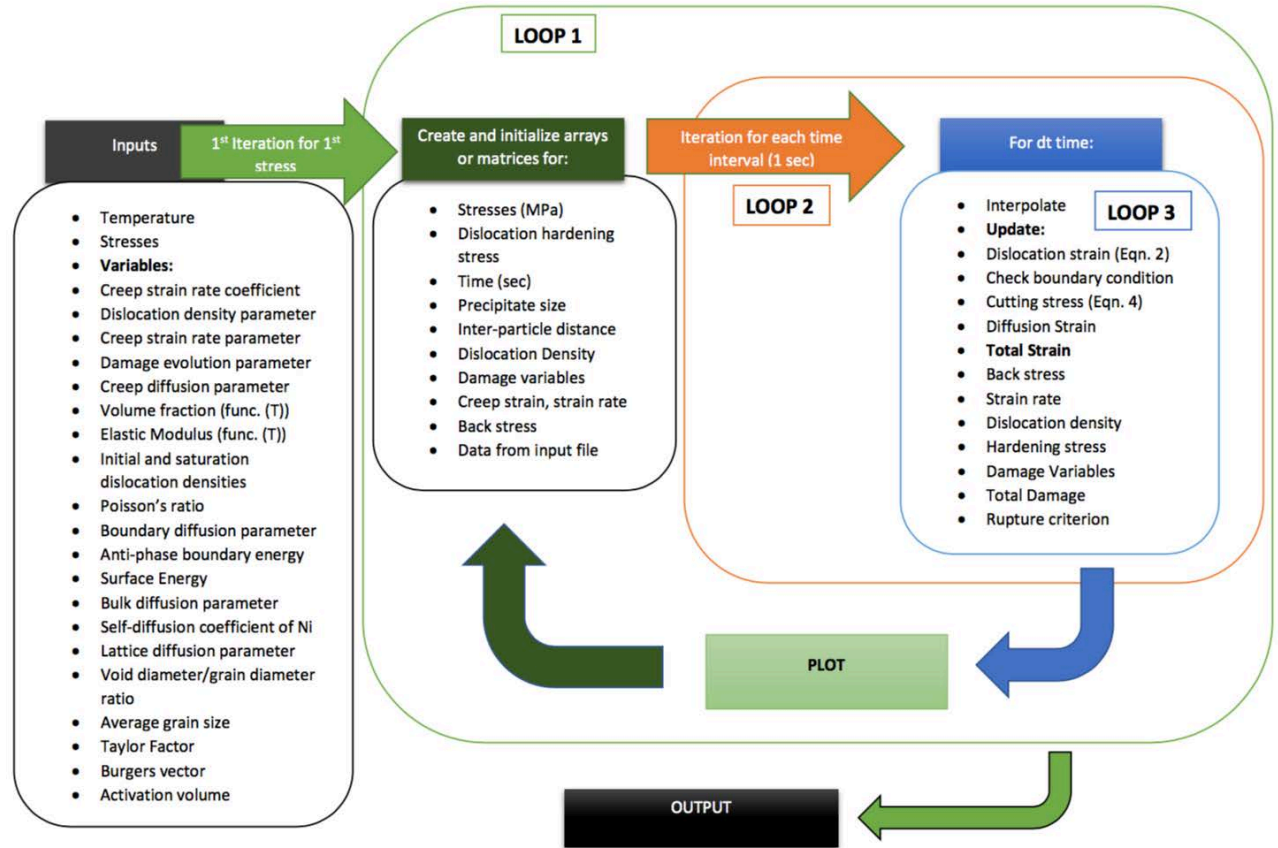 LOOP 1
Inputs
1st Iteration for 1st
stress
Create and initialize arrays
or matrices for:
Iteration for each time
interval (1 sec)
For dt time:
• Temperature
• Stresses
• Variables:
• Creep strain rate coefficient
• Dislocation density parameter
• Creep strain rate parameter
• Damage evolution parameter
• Creep diffusion parameter
• Volume fraction (func. (T))
• Elastic Modulus (func. (T))
• Initial and saturation
dislocation densities
• Poisson’s ratio
• Boundary diffusion parameter
• Anti-phase boundary energy
• Surface Energy
• Bulk diffusion parameter
• Self-diffusion coefficient of Ni
• Lattice diffusion parameter
• Void diameter/grain diameter
ratio
• Average grain size
• Taylor Factor
• Burgers vector
• Activation volume
• Stresses (MPa)
• Dislocation hardening
stress
• Time (sec)
• Precipitate size
• Inter-particle distance
• Dislocation Density
• Damage variables
• Creep strain, strain rate
• Back stress
• Data from input file
LOOP 2
LOOP 3
• Interpolate
• Update:
• Dislocation strain (Eqn. 2)
• Check boundary condition
• Cutting stress (Eqn. 4)
• Diffusion Strain
• Total Strain
• Back stress
• Strain rate
• Dislocation density
• Hardening stress
• Damage Variables
• Total Damage
• Rupture criterion
PLOT
OUTPUT